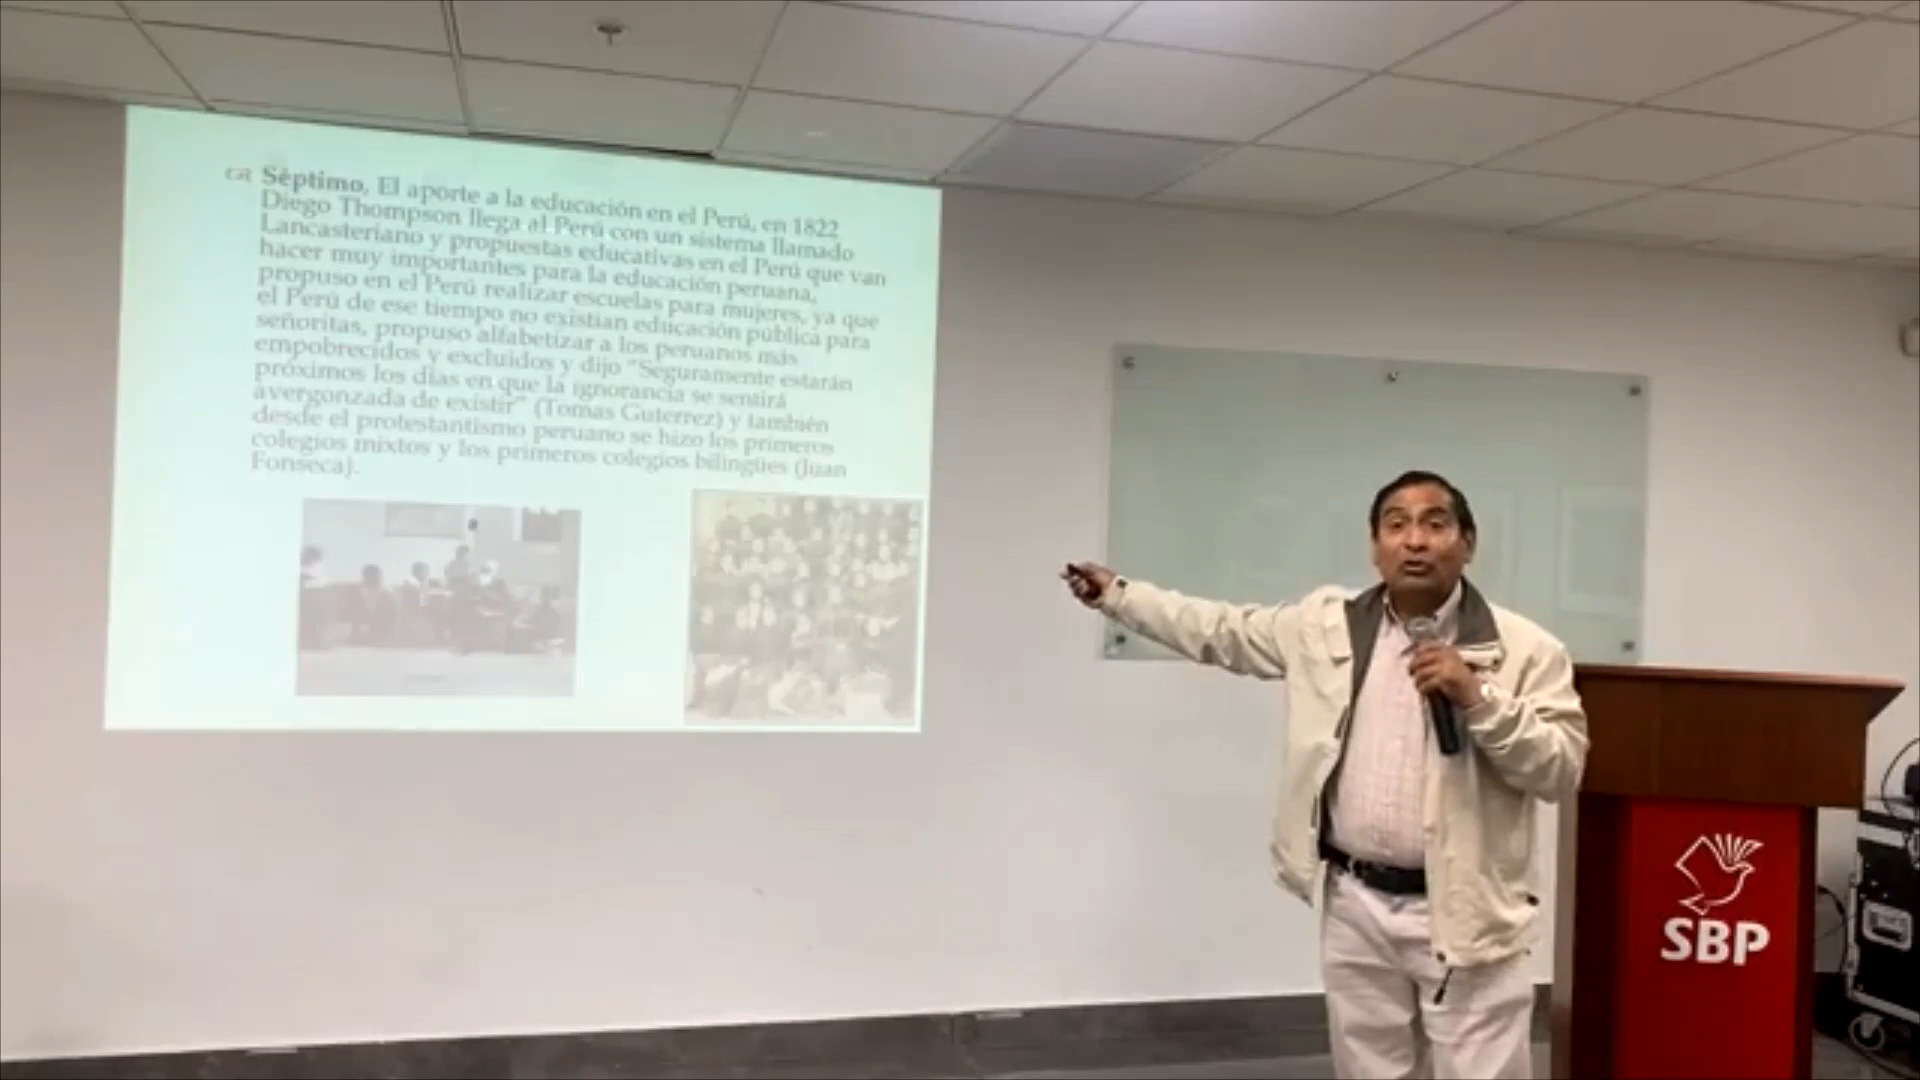 Séptimo, El aporte a la educación en el Perú, en 1822
Diego Thompson llega al Perú con un sistema llamado
Lancasteriano y propuestas educativas en el Perú que van
hacer muy importantes para la educación peruana,
propuso en el Perú realizar escuelas para mujeres, ya que
el Perú de ese tiempo no existian educación publica para
señoritas, propuso alfabetizar a los peruanos más
empobrecidos y excluidos y dijo "Seguramente estarán
próximos los días en que la ignorancia se sentirá
avergonzada de existir" (Tomas Guterrez) y también
desde el protestantismo peruano se hizo los primeros
colegios mixtos y los primeros colegios bilingües (Juan
Fonseca).
SBP